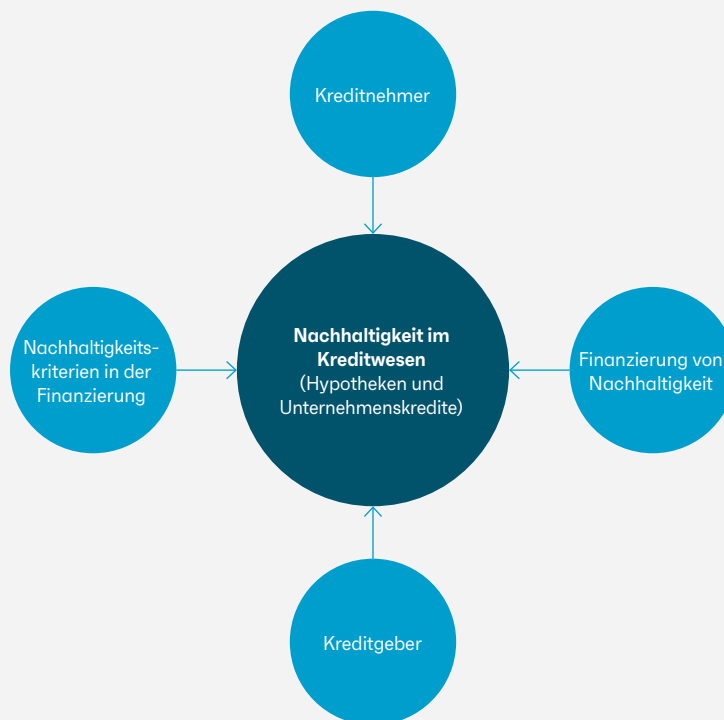 Kreditnehmer
Nachhaltigkeits-
kriterien in der
Finanzierung
Nachhaltigkeit im
Kreditwesen
(Hypotheken und
Unternehmenskredite)
Finanzierung von
Nachhaltigkeit
Kreditgeber